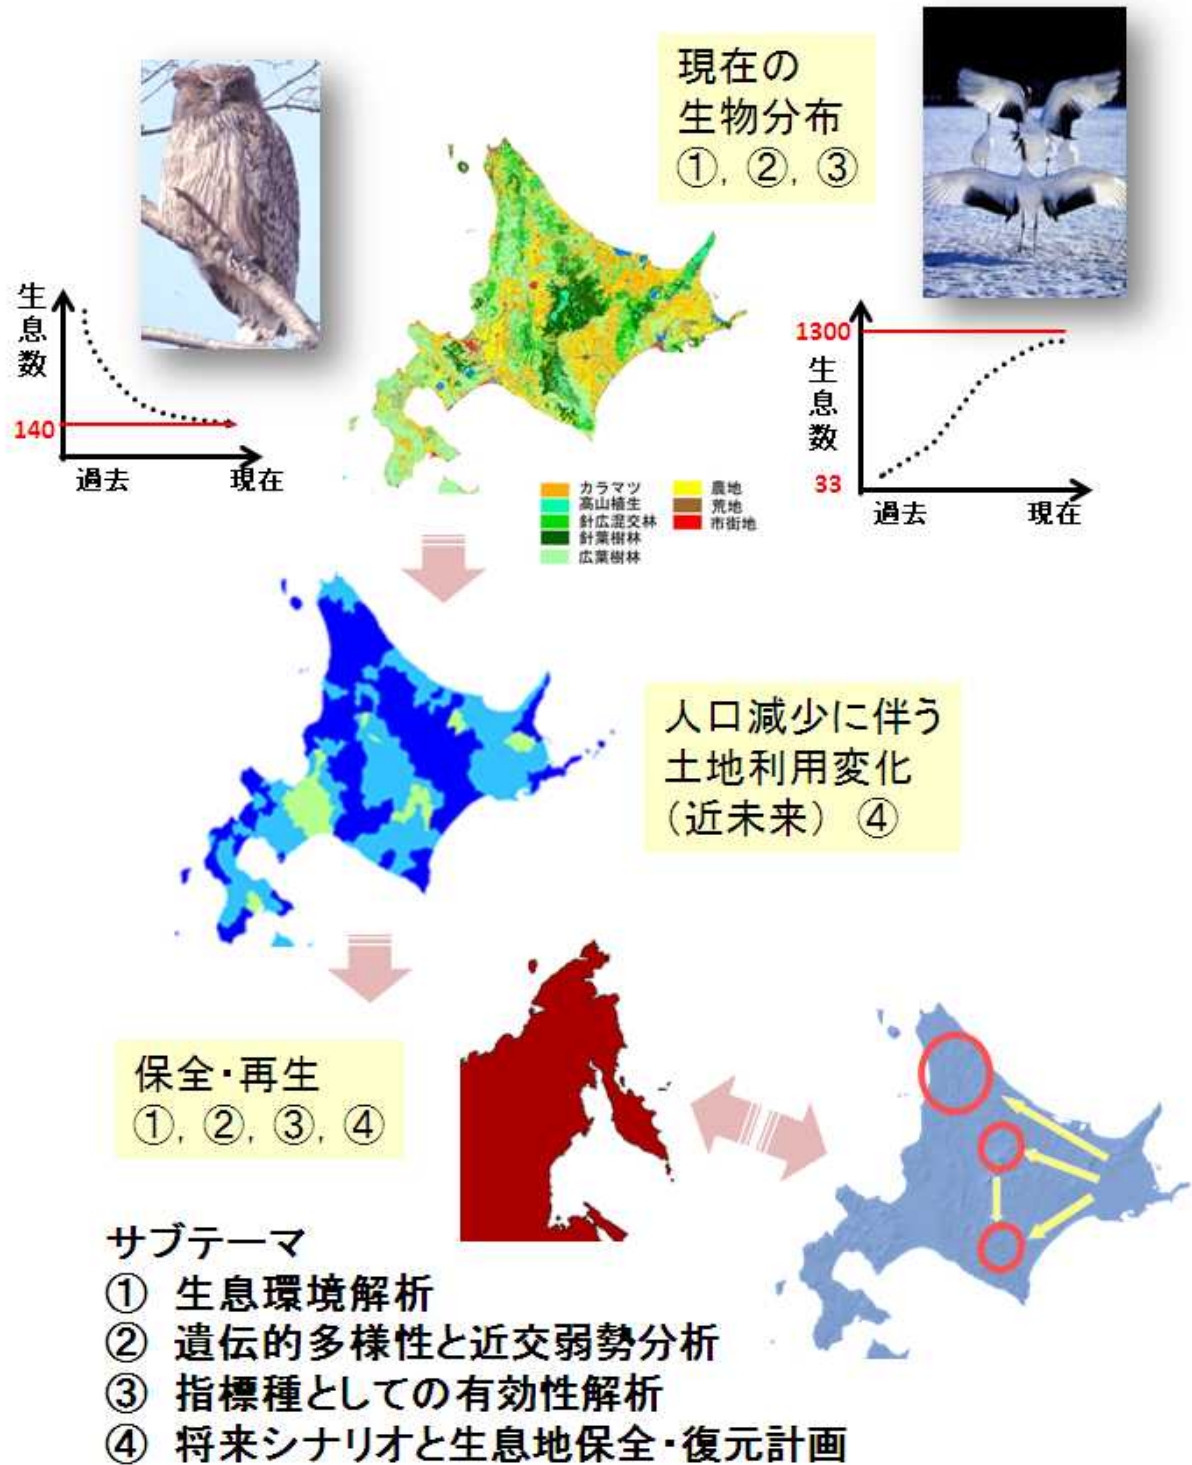 現在の
生物分布
①, ②, ③
生息数
140
過去
現在
1300
生息数
33
過去
現在
カラマツ
高山植生
針広混交林
針葉樹林
広葉樹林
農地
荒地
市街地
人口減少に伴う
土地利用変化
（近未来） ④
保全・再生
①, ②, ③, ④
サブテーマ
① 生息環境解析
② 遺伝的多様性と近交弱勢分析
③ 指標種としての有効性解析
④ 将来シナリオと生息地保全・復元計画